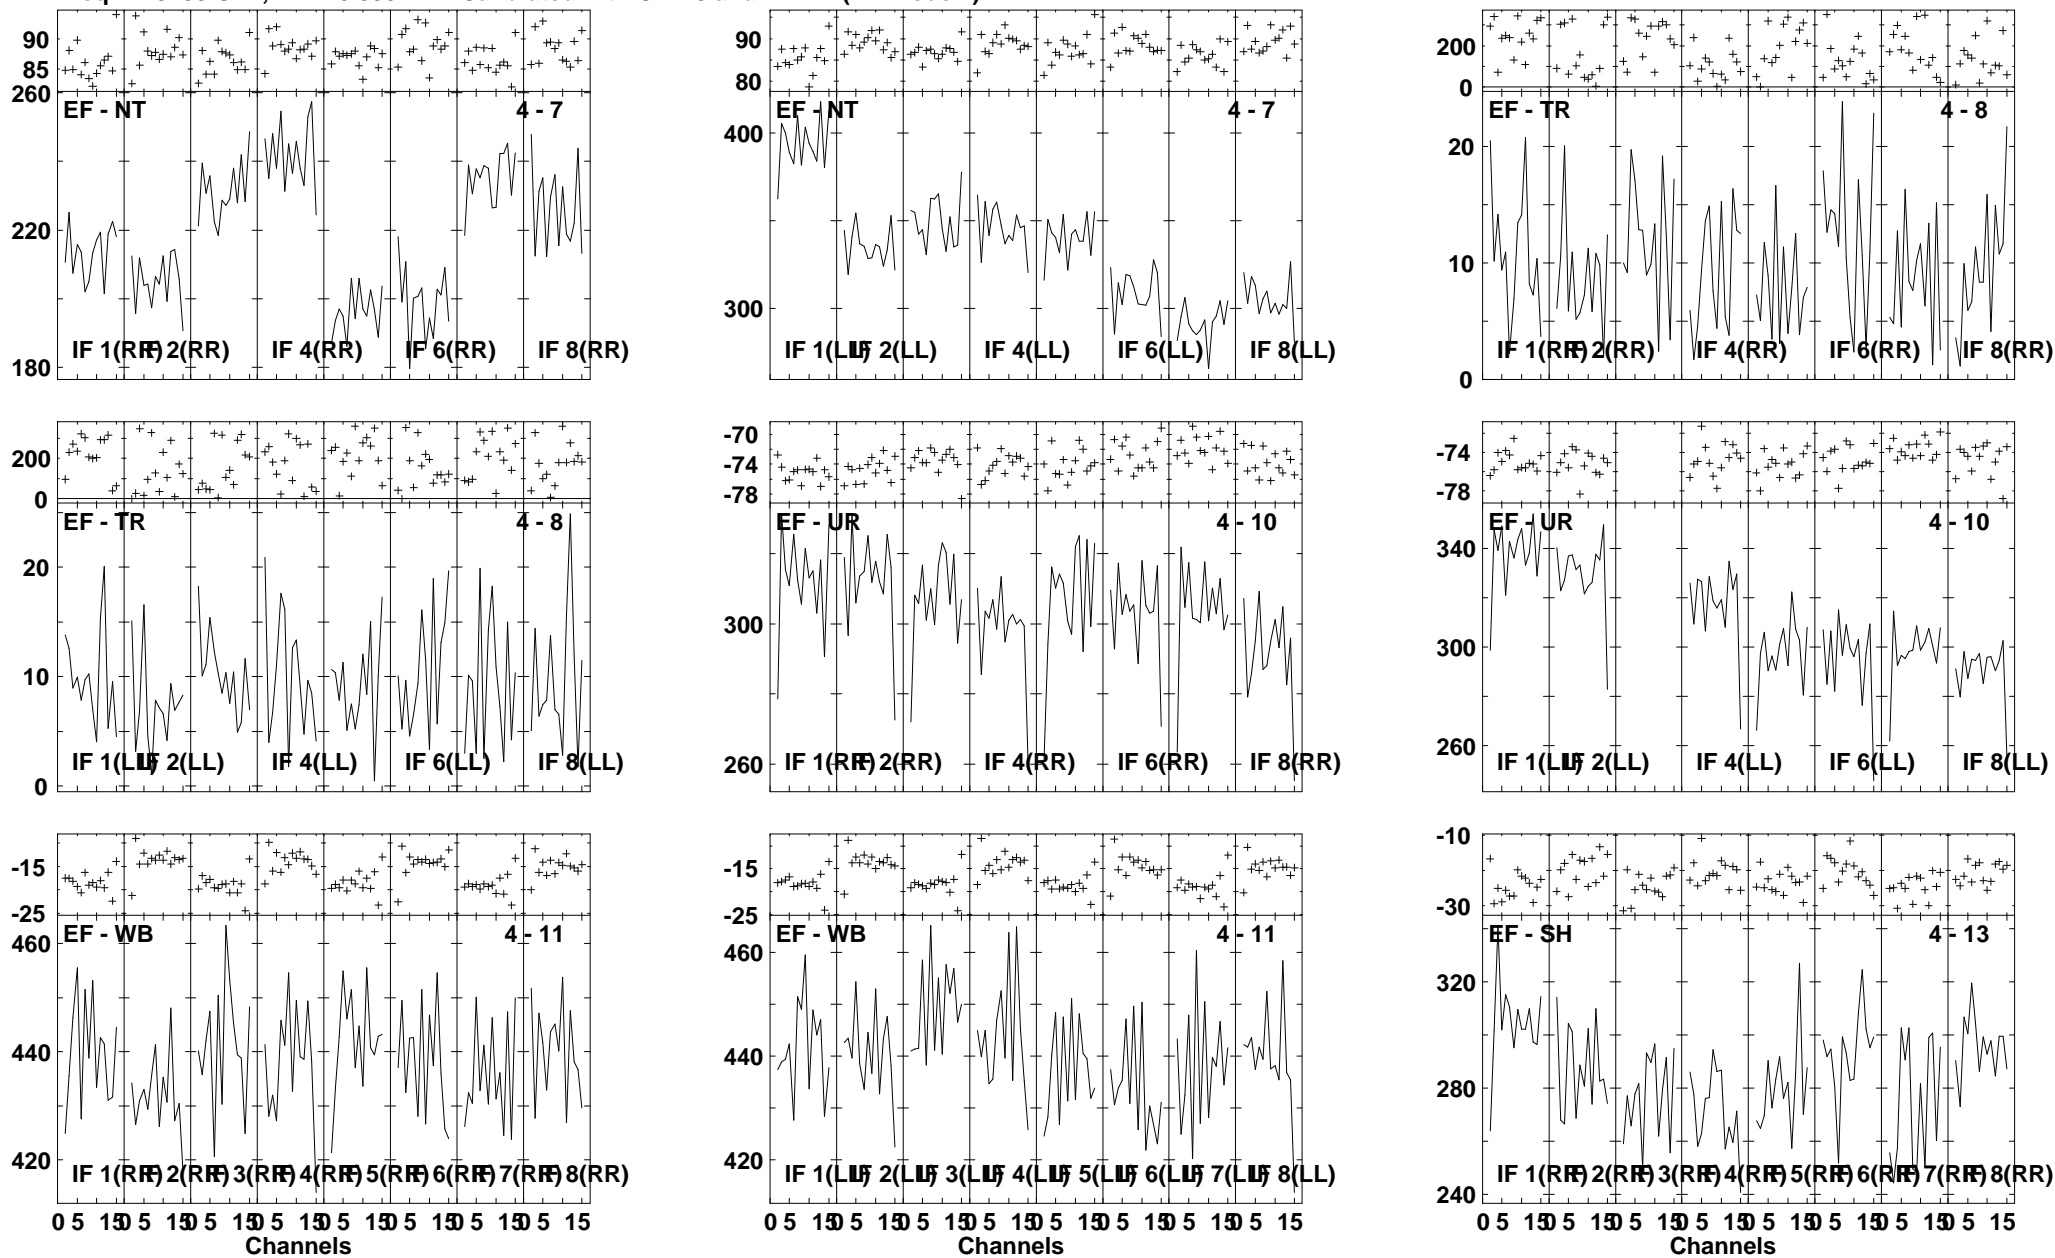 90
85
260
EF - NT
4 - 7
220
180
IF 1(RR) IF 2(RR) IF 4(RR) IF 6(RR) IF 8(RR)
90
80
EF - NT
4 - 7
400
300
IF 1(LL) IF 2(LL) IF 4(LL) IF 6(LL) IF 8(LL)
200
0
EF - TR
4 - 8
20
10
0
IF 1(RR) IF 2(RR) IF 4(RR) IF 6(RR) IF 8(RR)
200
0
EF - TR
4 - 8
20
10
0
IF 1(LL) IF 2(LL) IF 4(LL) IF 6(LL) IF 8(LL)
-70
-74
-78
EF - UR
4 - 10
300
260
IF 1(RR) IF 2(RR) IF 4(RR) IF 6(RR) IF 8(RR)
-74
-78
EF - UR
4 - 10
340
300
260
IF 1(LL) IF 2(LL) IF 4(LL) IF 6(LL) IF 8(LL)
-15
-25
EF - WB
4 - 11
460
440
420
IF 1(RR) IF 2(RR) IF 3(RR) IF 4(RR) IF 5(RR) IF 6(RR) IF 7(RR) IF 8(RR)
0 5 15 0 5 15 0 5 15 0 5 15 0 5 15 0 5 15 0 5 15 0 5 15
Channels
-15
-25
EF - WB
4 - 11
460
440
420
IF 1(LL) IF 2(LL) IF 3(LL) IF 4(LL) IF 5(LL) IF 6(LL) IF 7(LL) IF 8(LL)
0 5 15 0 5 15 0 5 15 0 5 15 0 5 15 0 5 15 0 5 15 0 5 15
Channels
-10
-30
EF - SH
4 - 13
320
280
240
IF 1(RR) IF 2(RR) IF 3(RR) IF 4(RR) IF 5(RR) IF 6(RR) IF 7(RR) IF 8(RR)
0 5 15 0 5 15 0 5 15 0 5 15 0 5 15 0 5 15 0 5 15 0 5 15
Channels